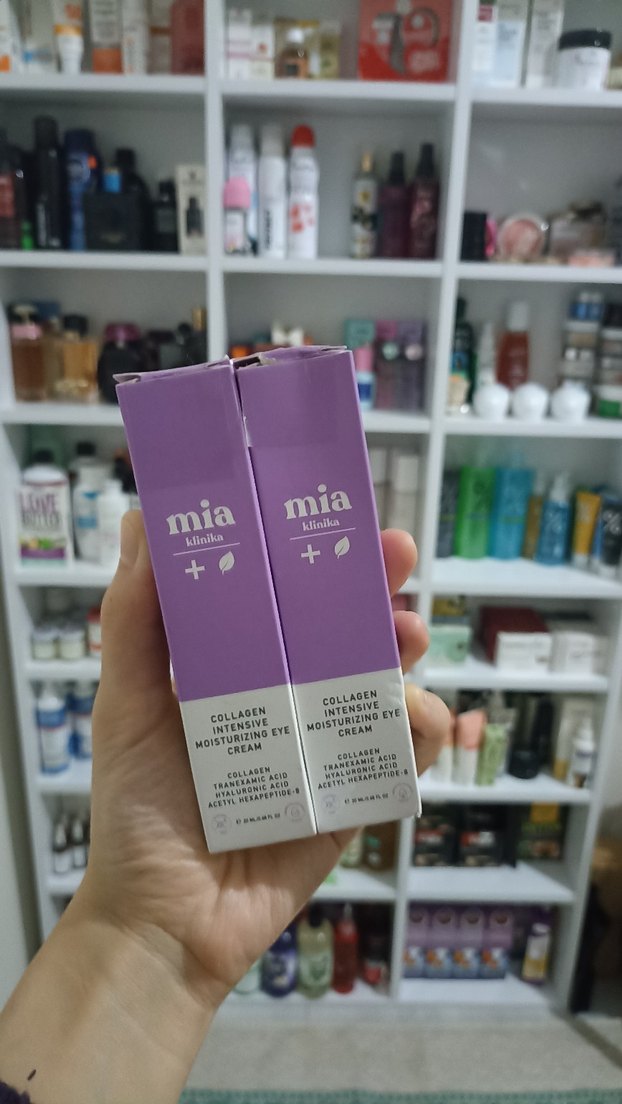 mia
klinika
COLLAGEN
INTENSIVE
MOISTURIZING EYE
CREAM
COLLAGEN
TRANEXAMIC ACID
HYALURONIC ACID
ACETYL HEXAPEPTIDE-8
mia
klinika
COLLAGEN
INTENSIVE
MOISTURIZING EYE
CREAM
COLLAGEN
TRANEXAMIC ACID
HYALURONIC ACID
ACETYL HEXAPEPTIDE-8